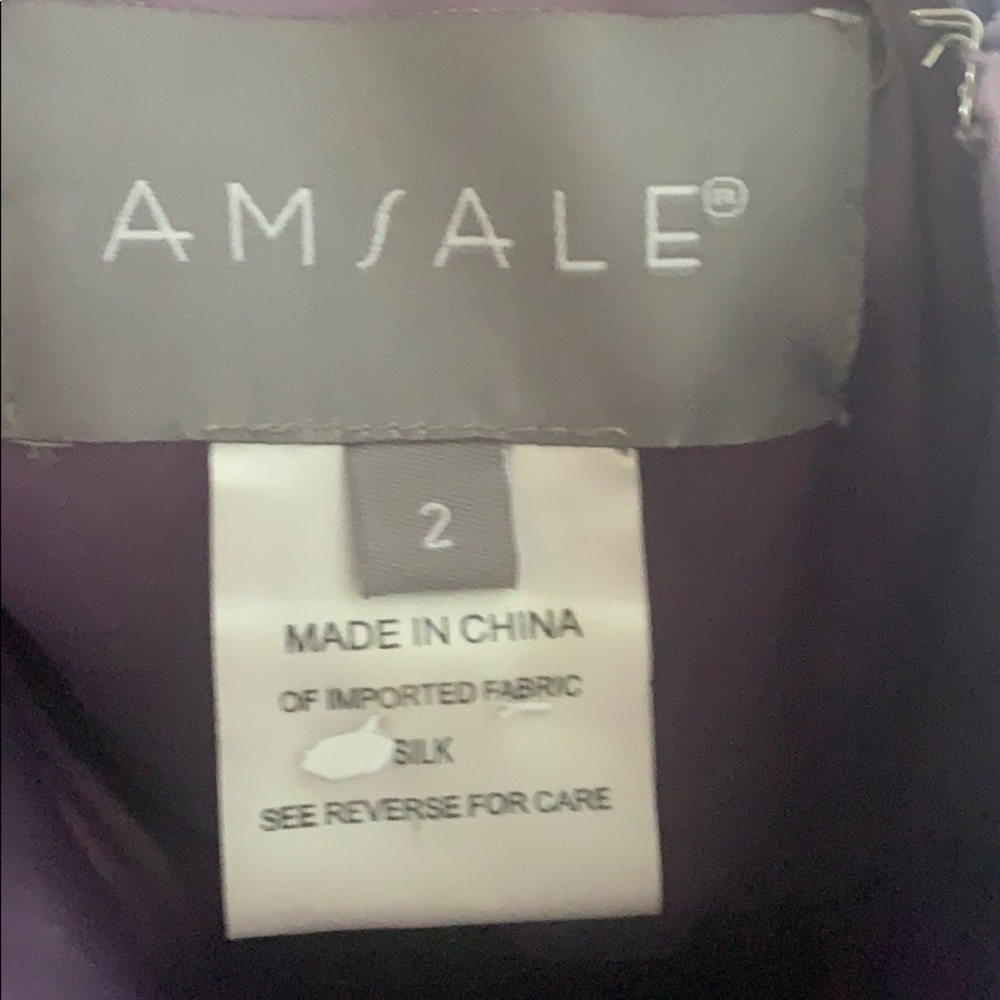 AMSALE®
2
MADE IN CHINA
OF IMPORTED FABRIC
SILK
SEE REVERSE FOR CARE